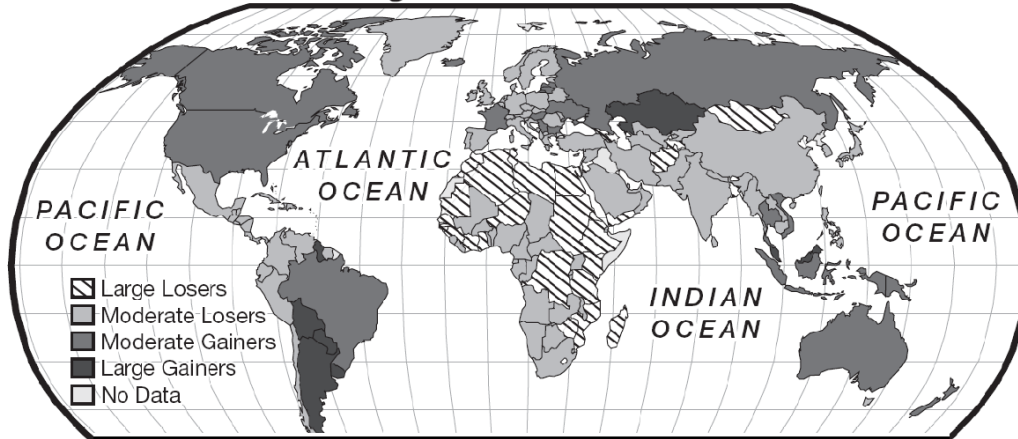 ATLANTIC
OCEAN
PACIFIC
OCEAN
PACIFIC
OCEAN
INDIAN
OCEAN
Large Losers
Moderate Losers
Moderate Gainers
Large Gainers
No Data